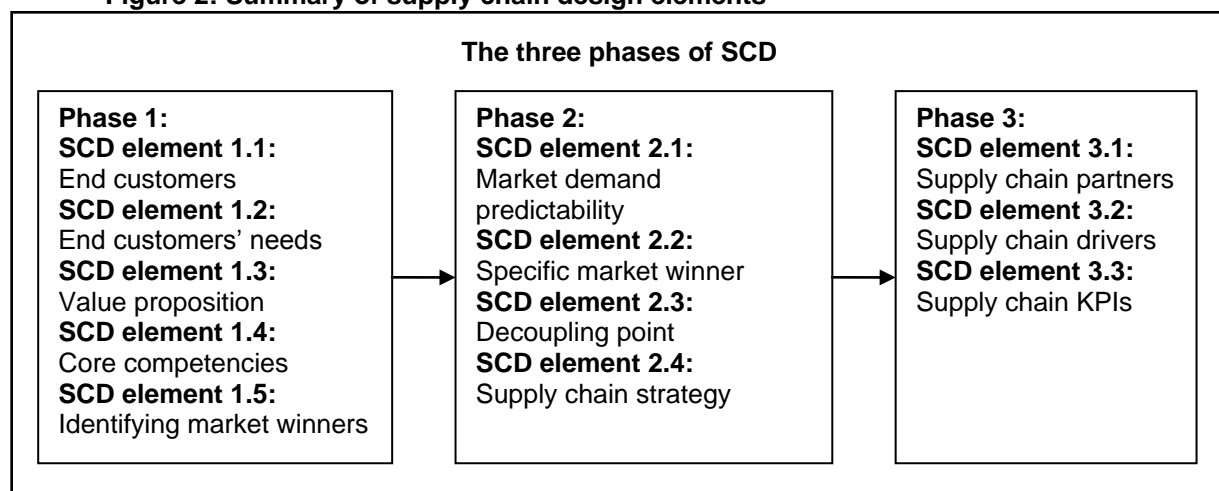 Figure 2: Summary of supply chain design elements
The three phases of SCD
Phase 1:
SCD element 1.1:
End customers
SCD element 1.2:
End customers’ needs
SCD element 1.3:
Value proposition
SCD element 1.4:
Core competencies
SCD element 1.5:
Identifying market winners
Phase 2:
SCD element 2.1:
Market demand
predictability
SCD element 2.2:
Specific market winner
SCD element 2.3:
Decoupling point
SCD element 2.4:
Supply chain strategy
Phase 3:
SCD element 3.1:
Supply chain partners
SCD element 3.2:
Supply chain drivers
SCD element 3.3:
Supply chain KPIs